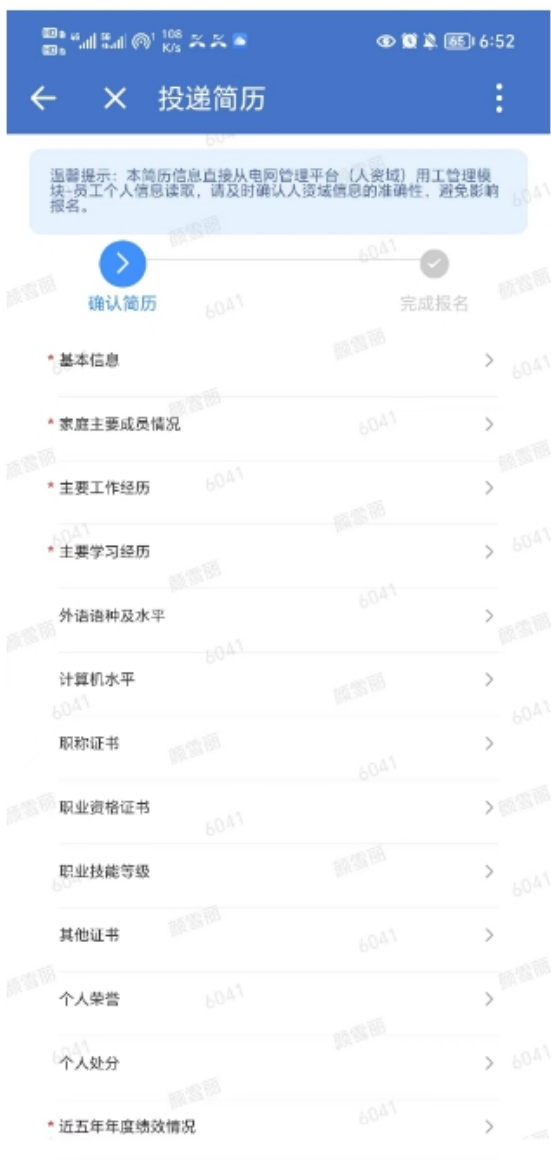 108
K/s
65
6:52
投递简历
温馨提示：本简历信息直接从电网管理平台（人资域）用工管理模
块-员工个人信息读取，请及时确认人资域信息的准确性，避免影响
报名。
确认简历
完成报名
* 基本信息
* 家庭主要成员情况
* 主要工作经历
* 主要学习经历
外语语种及水平
计算机水平
职称证书
职业资格证书
职业技能等级
其他证书
个人荣誉
个人处分
* 近五年年度绩效情况
颜雪丽
6041